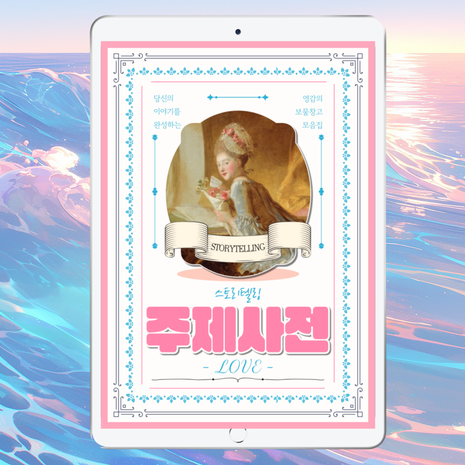 당신의
이야기를
완성하는
영감의
보물창고
모음집
STORYTELLING
스토리텔링
주제사전
- LOVE -